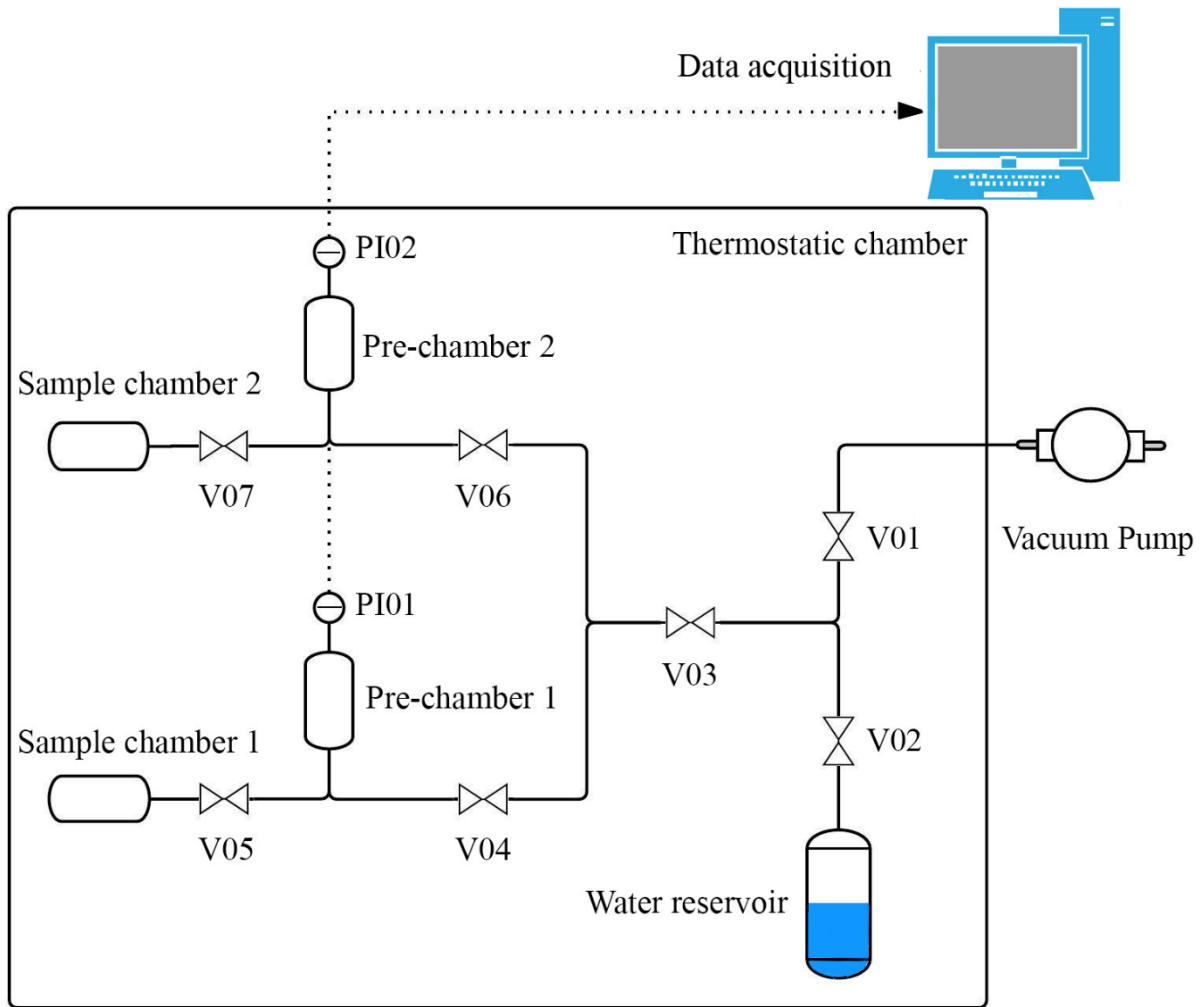 Data acquisition
Thermostatic chamber
PI02
Pre-chamber 2
Sample chamber 2
V07
V06
V01
Vacuum Pump
PI01
V03
Pre-chamber 1
Sample chamber 1
V02
V05
V04
Water reservoir